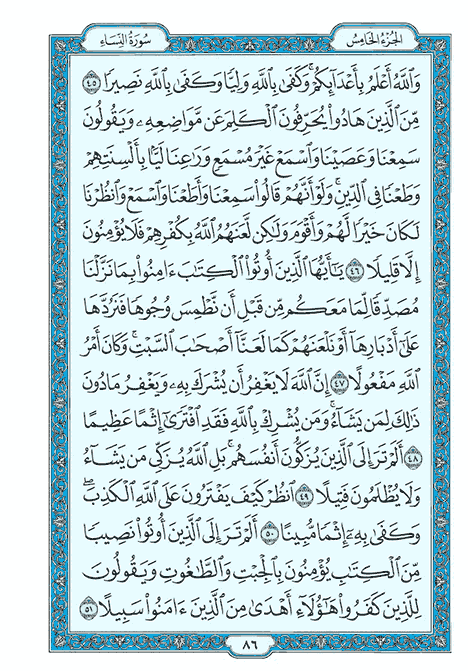 الجزء الخامس
سورة النساء
وَٱللَّهُ أَعْلَمُ بِأَعْدَآئِكُمْ ۚ وَكَفَىٰ بِٱللَّهِ وَلِيًّا وَكَفَىٰ بِٱللَّهِ نَصِيرًا ٤٥
مِّنَ ٱلَّذِينَ هَادُوا۟ يُحَرِّفُونَ ٱلْكَلِمَ عَن مَّوَاضِعِهِۦ وَيَقُولُونَ
سَمِعْنَا وَعَصَيْنَا وَٱسْمَعْ غَيْرَ مُسْمَعٍ وَرَٰعِنَا لَيًّۢا بِأَلْسِنَتِهِمْ
وَطَعْنًا فِى ٱلدِّينِ ۚ وَلَوْ أَنَّهُمْ قَالُوا۟ سَمِعْنَا وَأَطَعْنَا وَٱسْمَعْ وَٱنظُرْنَا
لَكَانَ خَيْرًا لَّهُمْ وَأَقْوَمَ وَلَٰكِن لَّعَنَهُمُ ٱللَّهُ بِكُفْرِهِمْ فَلَا يُؤْمِنُونَ
إِلَّا قَلِيلًا ٤٦ يَٰٓأَيُّهَا ٱلَّذِينَ أُوتُوا۟ ٱلْكِتَٰبَ ءَامِنُوا۟ بِمَا نَزَّلْنَا
مُصَدِّقًا لِّمَا مَعَكُم مِّن قَبْلِ أَن نَّطْمِسَ وُجُوهًا فَنَرُدَّهَا
عَلَىٰٓ أَدْبَارِهَآ أَوْ نَلْعَنَهُمْ كَمَا لَعَنَّآ أَصْحَٰبَ ٱلسَّبْتِ ۚ وَكَانَ أَمْرُ
ٱللَّهِ مَفْعُولًا ٤٧ إِنَّ ٱللَّهَ لَا يَغْفِرُ أَن يُشْرَكَ بِهِۦ وَيَغْفِرُ مَا دُونَ
ذَٰلِكَ لِمَن يَشَآءُ ۚ وَمَن يُشْرِكْ بِٱللَّهِ فَقَدِ ٱفْتَرَىٰٓ إِثْمًا عَظِيمًا
٤٨ أَلَمْ تَرَ إِلَى ٱلَّذِينَ يُزَكُّونَ أَنفُسَهُم ۚ بَلِ ٱللَّهُ يُزَكِّى مَن يَشَآءُ
وَلَا يُظْلَمُونَ فَتِيلًا ٤٩ ٱنظُرْ كَيْفَ يَفْتَرُونَ عَلَى ٱللَّهِ ٱلْكَذِبَ ۖ
وَكَفَىٰ بِهِۦٓ إِثْمًا مُّبِينًا ٥٠ أَلَمْ تَرَ إِلَى ٱلَّذِينَ أُوتُوا۟ نَصِيبًا
مِّنَ ٱلْكِتَٰبِ يُؤْمِنُونَ بِٱلْجِبْتِ وَٱلطَّٰغُوتِ وَيَقُولُونَ
لِلَّذِينَ كَفَرُوا۟ هَٰٓؤُلَآءِ أَهْدَىٰ مِنَ ٱلَّذِينَ ءَامَنُوا۟ سَبِيلًا ٥١
٨٦